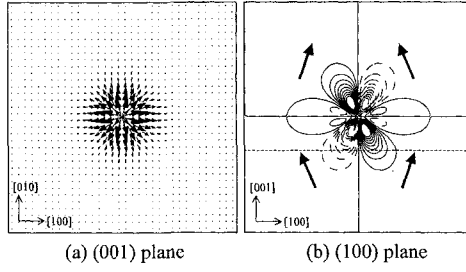 [010]
[100]
(a) (001) plane
[001]
[100]
(b) (100) plane